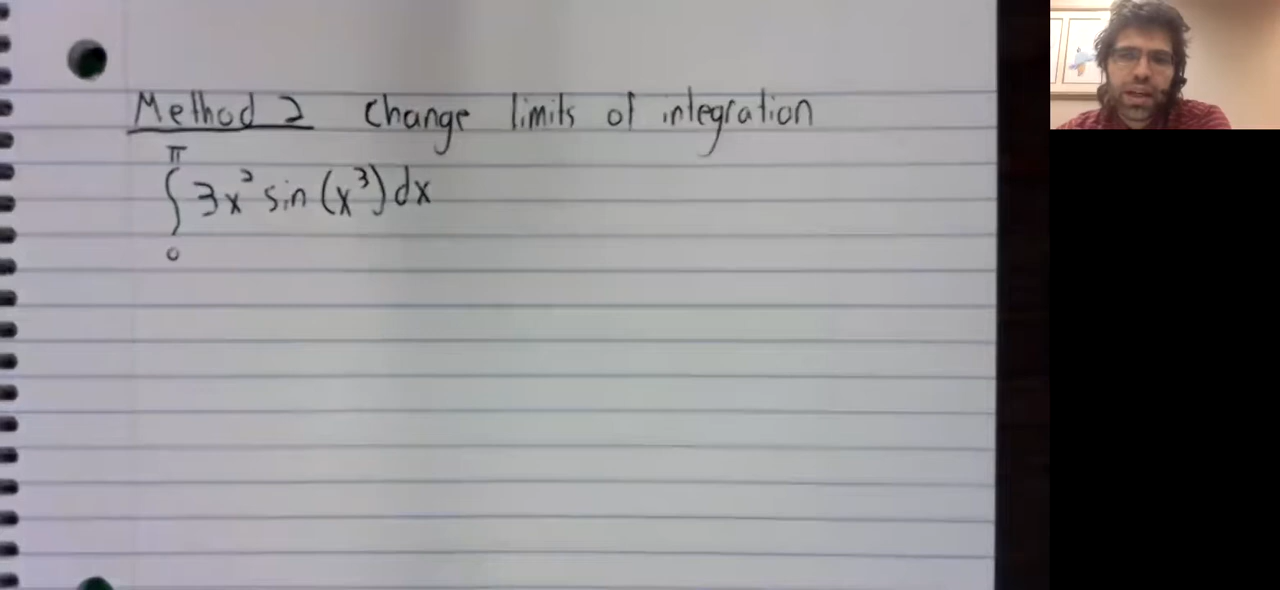 Method 2 Change limits of integration
∫₀^π 3x² sin(x³) dx